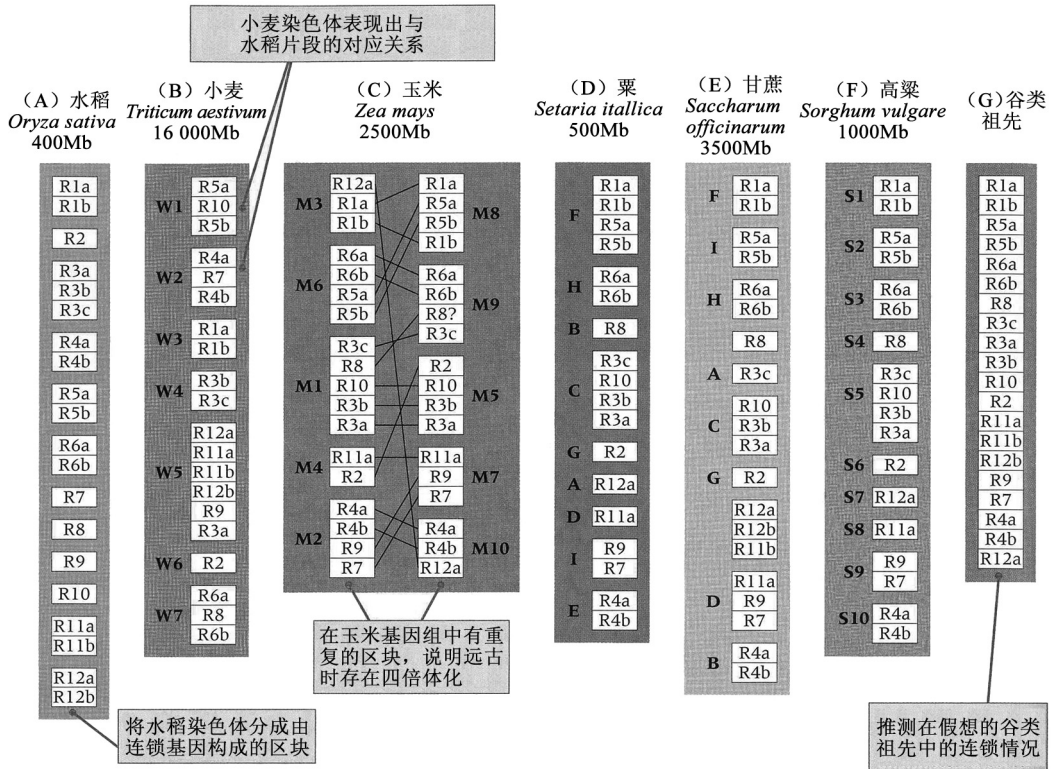 小麦染色体表现出与
水稻片段的对应关系
(A) 水稻
Oryza sativa
400Mb
R1a
R1b
R2
R3a
R3b
R3c
R4a
R4b
R5a
R5b
R6a
R6b
R7
R8
R9
R10
R11a
R11b
R12a
R12b
将水稻染色体分成由
连锁基因构成的区块
(B) 小麦
Triticum aestivum
16 000Mb
W1
R5a
R10
R5b
W2
R4a
R7
R4b
W3
R1a
R1b
W4
R3b
R3c
W5
R12a
R11a
R11b
R12b
R9
R3a
W6
R2
W7
R6a
R8
R6b
(C) 玉米
Zea mays
2500Mb
M3
R12a
R1a
R1b
M6
R6a
R6b
R5a
R5b
M1
R3c
R8
R10
R3b
R3a
M4
R11a
R2
M2
R4a
R4b
R9
R7
R1a
R5a
R5b
R1b
M8
R6a
R6b
R8?
R3c
M9
R2
R10
R3b
R3a
M5
R11a
R9
R7
M7
R4a
R4b
R12a
M10
在玉米基因组中有重
复的区块，说明远古
时存在四倍体化
(D) 粟
Setaria itallica
500Mb
F
R1a
R1b
R5a
R5b
H
R6a
R6b
B
R8
C
R3c
R10
R3b
R3a
G
R2
A
R12a
D
R11a
I
R9
R7
E
R4a
R4b
(E) 甘蔗
Saccharum
officinarum
3500Mb
F
R1a
R1b
I
R5a
R5b
H
R6a
R6b
R8
A
R3c
C
R10
R3b
R3a
G
R2
R12a
R12b
R11b
D
R11a
R9
R7
B
R4a
R4b
(F) 高粱
Sorghum vulgare
1000Mb
S1
R1a
R1b
S2
R5a
R5b
S3
R6a
R6b
S4
R8
S5
R3c
R10
R3b
R3a
S6
R2
S7
R12a
S8
R11a
S9
R9
R7
S10
R4a
R4b
(G) 谷类
祖先
R1a
R1b
R5a
R5b
R6a
R6b
R8
R3c
R3a
R3b
R10
R2
R11a
R11b
R12b
R9
R7
R4a
R4b
R12a
推测在假想的谷类
祖先中的连锁情况